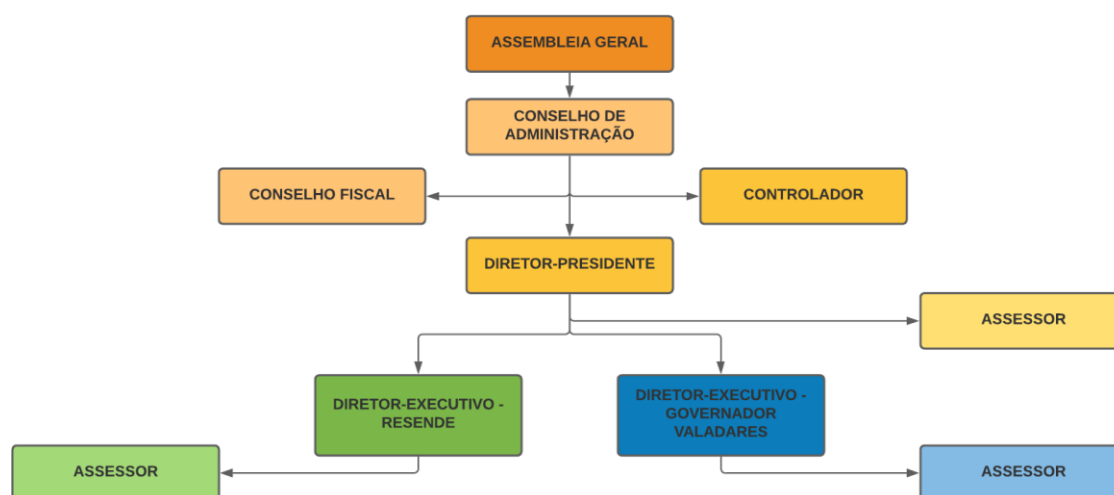 ASSEMBLEIA GERAL
CONSELHO DE
ADMINISTRAÇÃO
CONSELHO FISCAL
CONTROLADOR
DIRETOR-PRESIDENTE
ASSESSOR
DIRETOR-EXECUTIVO -
RESENDE
DIRETOR-EXECUTIVO -
GOVERNADOR
VALADARES
ASSESSOR
ASSESSOR